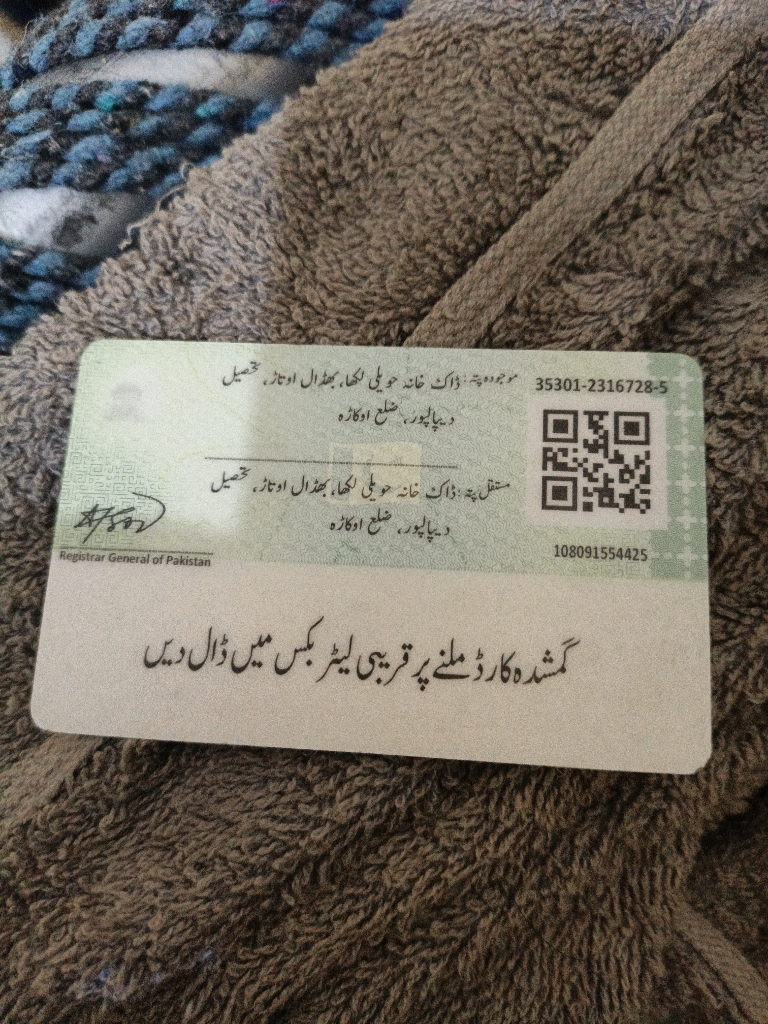 موجودہ پتہ: ڈاک خانہ حویلی لکھا، بھڈال اوتاڑ، تحصیل
دیپالپور، ضلع اوکاڑہ
35301-2316728-5
مستقل پتہ: ڈاک خانہ حویلی لکھا، بھڈال اوتاڑ، تحصیل
دیپالپور، ضلع اوکاڑہ
108091554425
Registrar General of Pakistan
گمشدہ کارڈ ملنے پر قریبی لیٹر بکس میں ڈال دیں